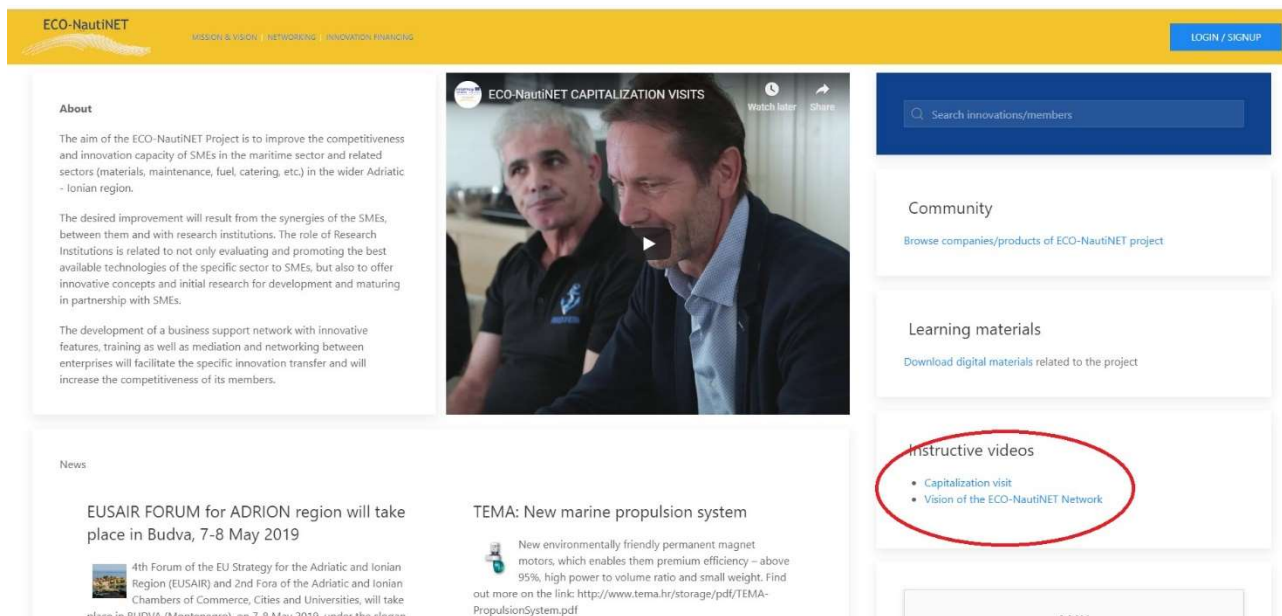 ECO-NautiNET
MISSION & VISION | NETWORKING | INNOVATION FINANCING
LOGIN / SIGNUP
About
The aim of the ECO-NautiNET Project is to improve the competitiveness
and innovation capacity of SMEs in the maritime sector and related
sectors (materials, maintenance, fuel, catering, etc.) in the wider Adriatic
- Ionian region.
The desired improvement will result from the synergies of the SMEs,
between them and with research institutions. The role of Research
Institutions is related to not only evaluating and promoting the best
available technologies of the specific sector to SMEs, but also to offer
innovative concepts and initial research for development and maturing
in partnership with SMEs.
The development of a business support network with innovative
features, training as well as mediation and networking between
enterprises will facilitate the specific innovation transfer and will
increase the competitiveness of its members.
ECO-NautiNET CAPITALIZATION VISITS
Watch later
Share
Search innovations/members
Community
Browse companies/products of ECO-NautiNET project
Learning materials
Download digital materials related to the project
Instructive videos
• Capitalization visit
• Vision of the ECO-NautiNET Network
News
EUSAIR FORUM for ADRION region will take
place in Budva, 7-8 May 2019
4th Forum of the EU Strategy for the Adriatic and Ionian
Region (EUSAIR) and 2nd Fora of the Adriatic and Ionian
Chambers of Commerce, Cities and Universities, will take
place in BUDVA (Montenegro), on 7-8 May 2019, under the slogan
TEMA: New marine propulsion system
New environmentally friendly permanent magnet
motors, which enables them premium efficiency – above
95%, high power to volume ratio and small weight. Find
out more on the link: http://www.tema.hr/storage/pdf/TEMA-
PropulsionSystem.pdf